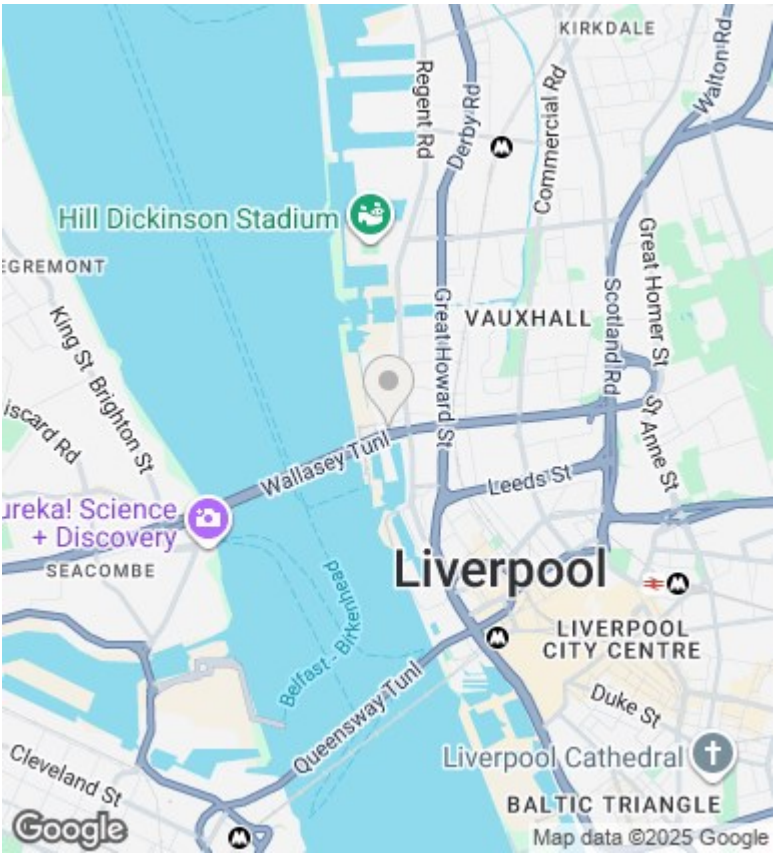 KIRKDALE
Walton Rd
Regent Rd
Derby Rd
Commercial Rd
Hill Dickinson Stadium
EGREMONT
Great Homer St
VAUXHALL
Scotland Rd
Great Howard St
King St
Brighton St
iscard Rd
St Anne St
Wallasey Tunl
Leeds St
ureka! Science
+ Discovery
SEACOMBE
Liverpool
Belfast - Birkenhead
LIVERPOOL
CITY CENTRE
Queensway Tunl
Duke St
Liverpool Cathedral
Cleveland St
BALTIC TRIANGLE
Google
Map data ©2025 Google